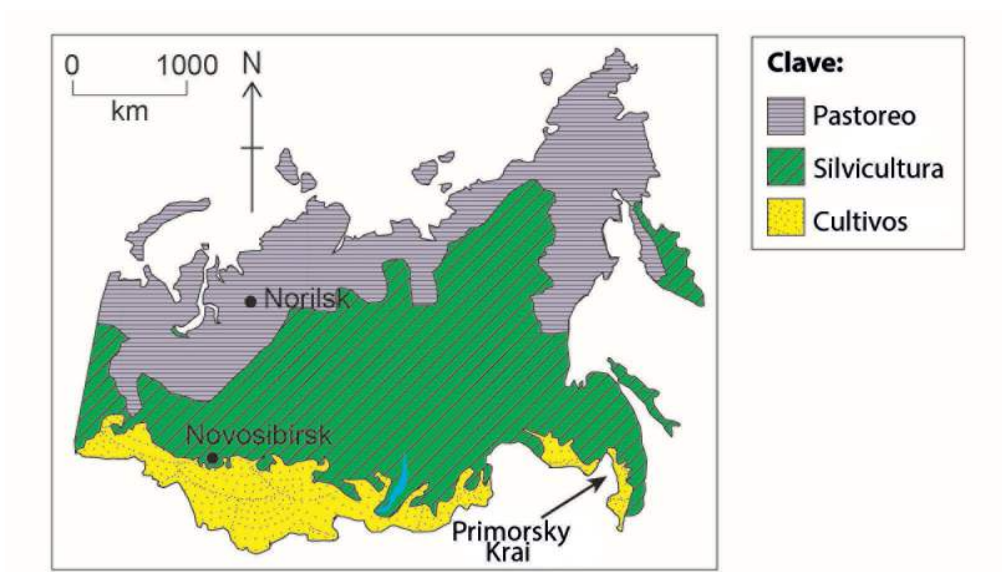 0 1000
km
N
Norilsk
Novosibirsk
Primorsky
Krai
Clave:
Pastoreo
Silvicultura
Cultivos